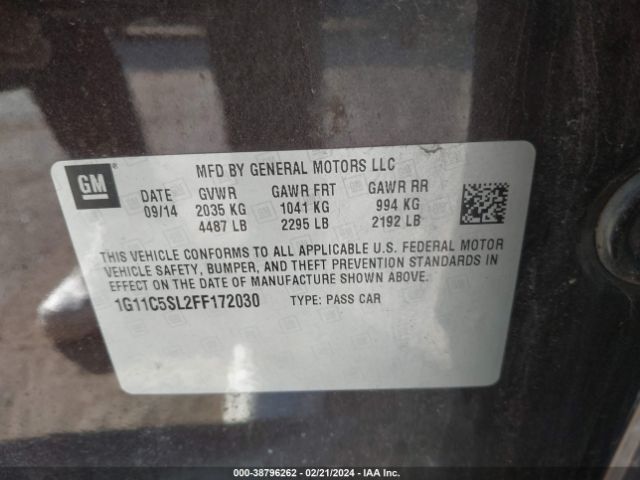 GM
MFD BY GENERAL MOTORS LLC
DATE GVWR GAWR FRT GAWR RR
09/14 2035 KG 1041 KG 994 KG
4487 LB 2295 LB 2192 LB
THIS VEHICLE CONFORMS TO ALL APPLICABLE U.S. FEDERAL MOTOR
VEHICLE SAFETY, BUMPER, AND THEFT PREVENTION STANDARDS IN
EFFECT ON THE DATE OF MANUFACTURE SHOWN ABOVE.
1G11C5SL2FF172030 TYPE: PASS CAR
000-38796262 - 02/21/2024 - IAA Inc.